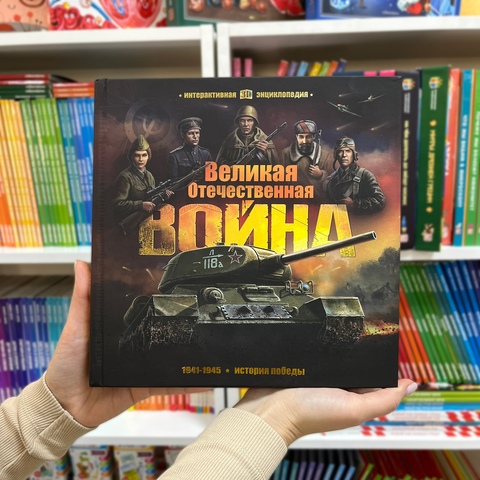 • интерактивная 3D энциклопедия •
Великая
Отечественная
ВОЙНА
118
1941-1945 • история победы